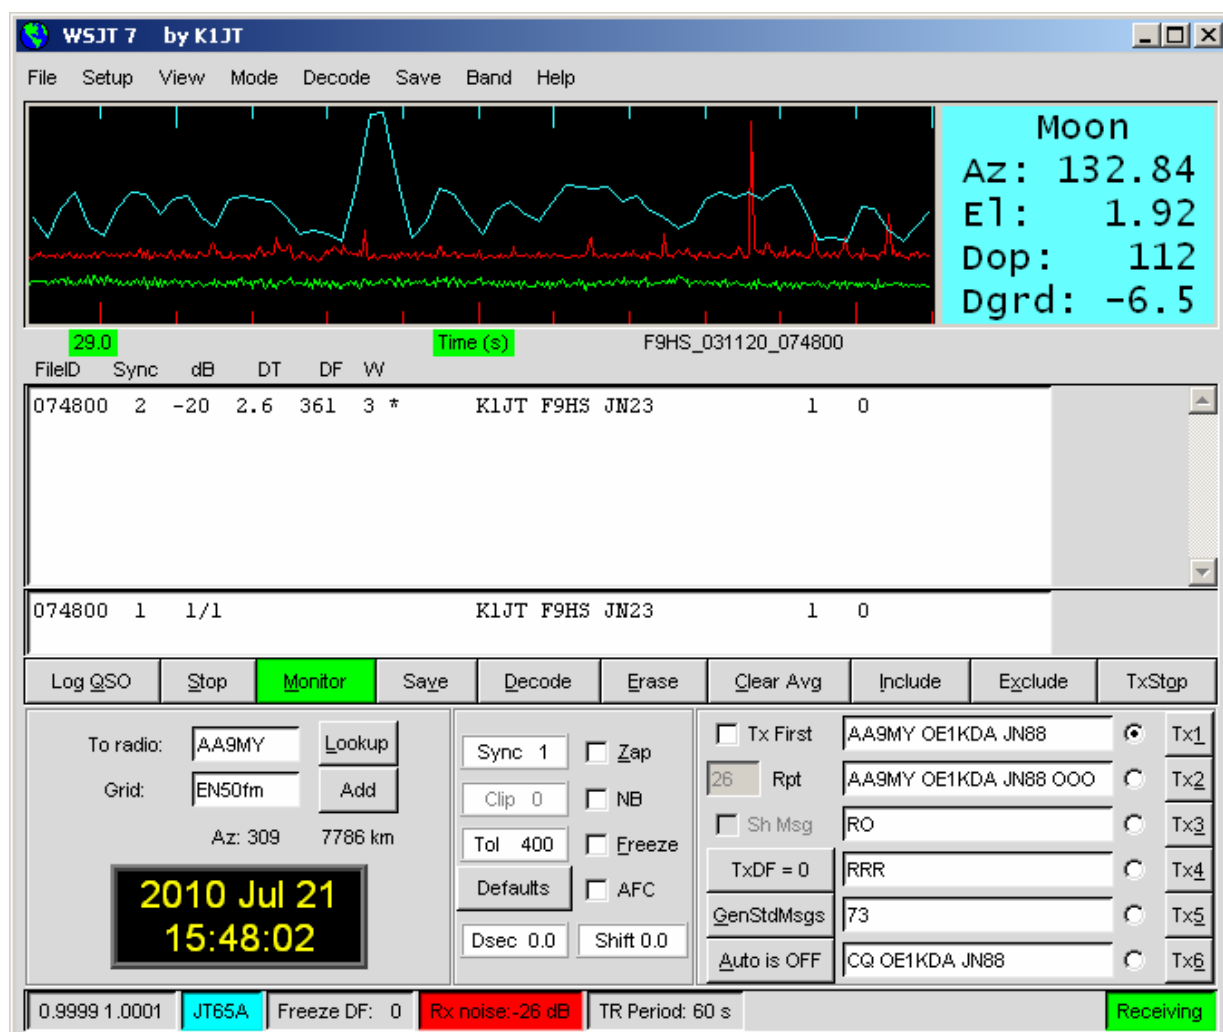 WSJT 7 by K1JT
File Setup View Mode Decode Save Band Help
Moon
Az: 132.84
El: 1.92
Dop: 112
Dgrd: -6.5
29.0 Time (s) F9HS_031120_074800
FileID Sync dB DT DF W
074800 2 -20 2.6 361 3 * K1JT F9HS JN23 1 0
074800 1 1/1 K1JT F9HS JN23 1 0
Log QSO Stop Monitor Save Decode Erase Clear Avg Include Exclude TxStop
To radio: AA9MY Lookup
Grid: EN50fm Add
Az: 309 7786 km
2010 Jul 21
15:48:02
Sync 1 Zap
Clip 0 NB
Tol 400 Freeze
Defaults AFC
Dsec 0.0 Shift 0.0
Tx First AA9MY OE1KDA JN88 Tx1
26 Rpt AA9MY OE1KDA JN88 OOO Tx2
Sh Msg RO Tx3
TxDF = 0 RRR Tx4
GenStdMsgs 73 Tx5
Auto is OFF CQ OE1KDA JN88 Tx6
0.9999 1.0001 JT65A Freeze DF: 0 Rx noise:-26 dB TR Period: 60 s Receiving